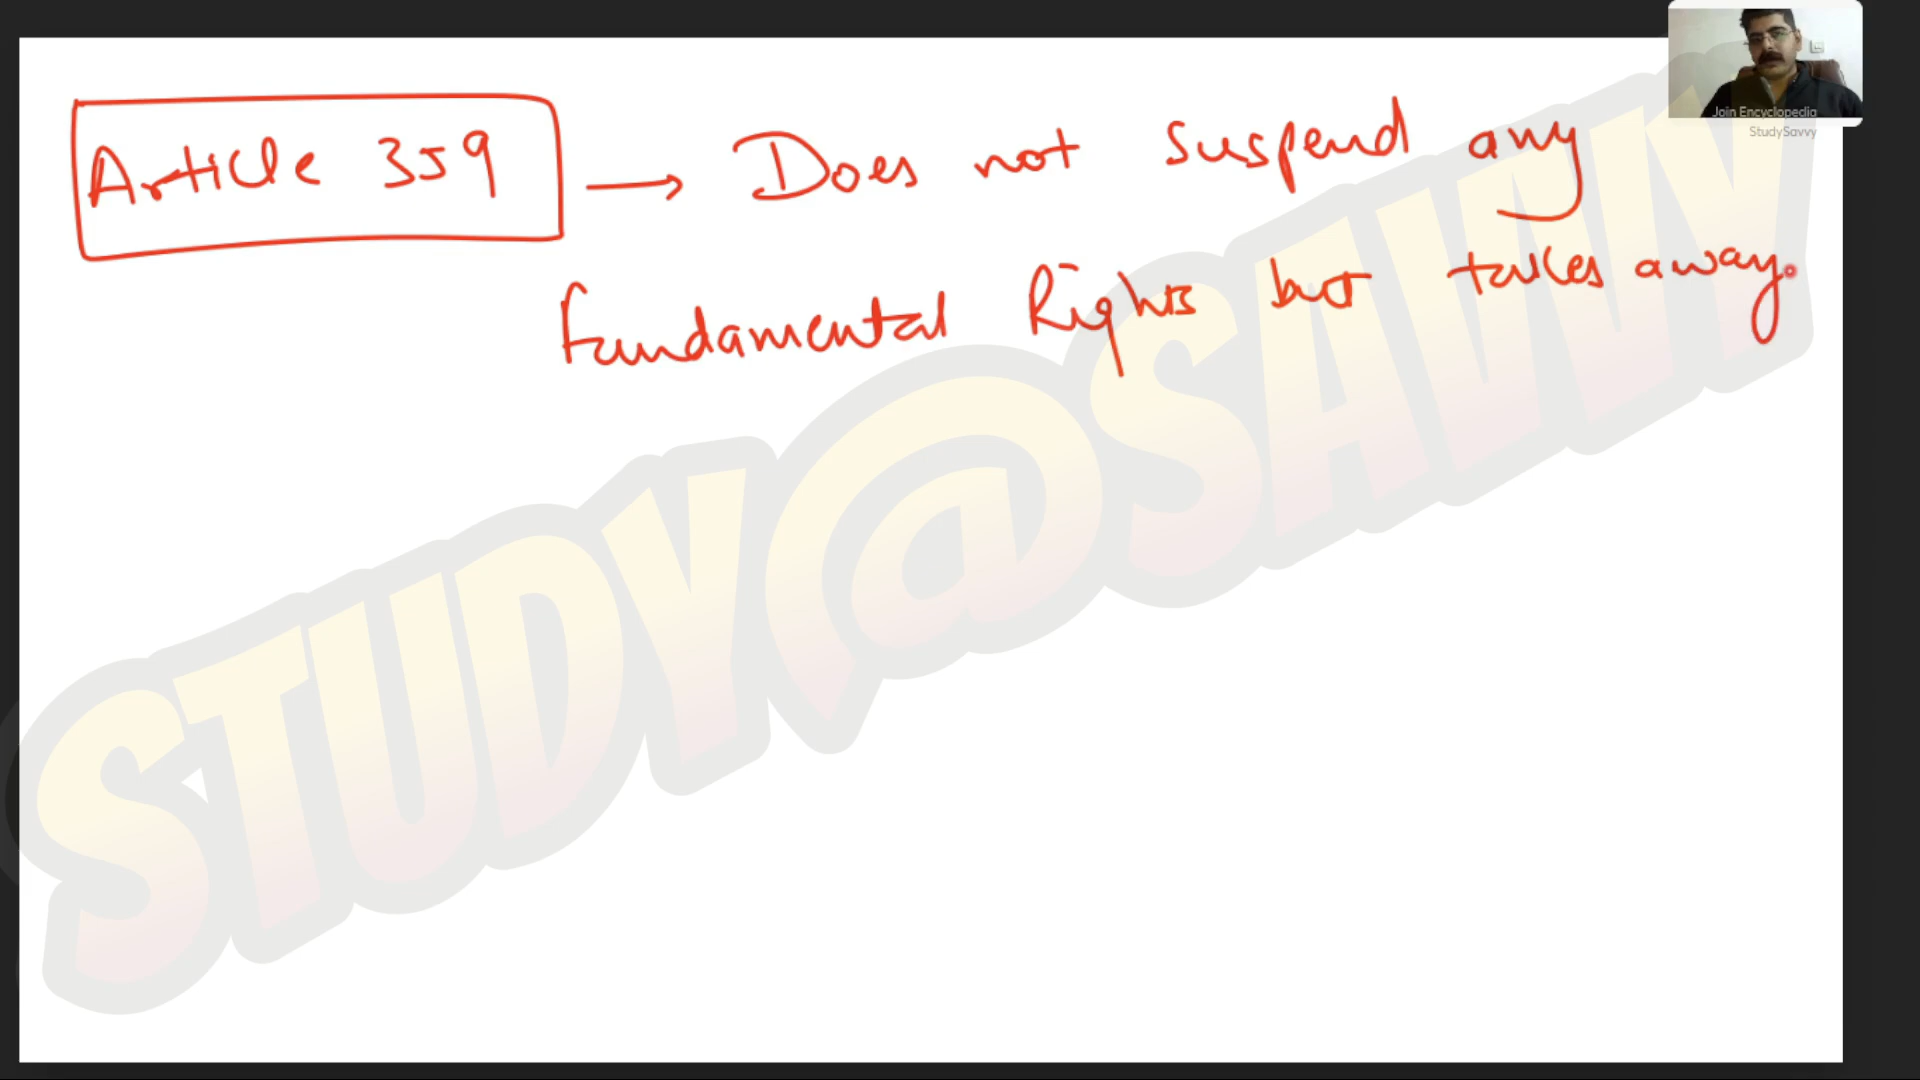 Join Encyclopedia
StudySavvy
Article 359 → Does not suspend any
Fundamental Rights but takes away.
STUDY@SAVVY